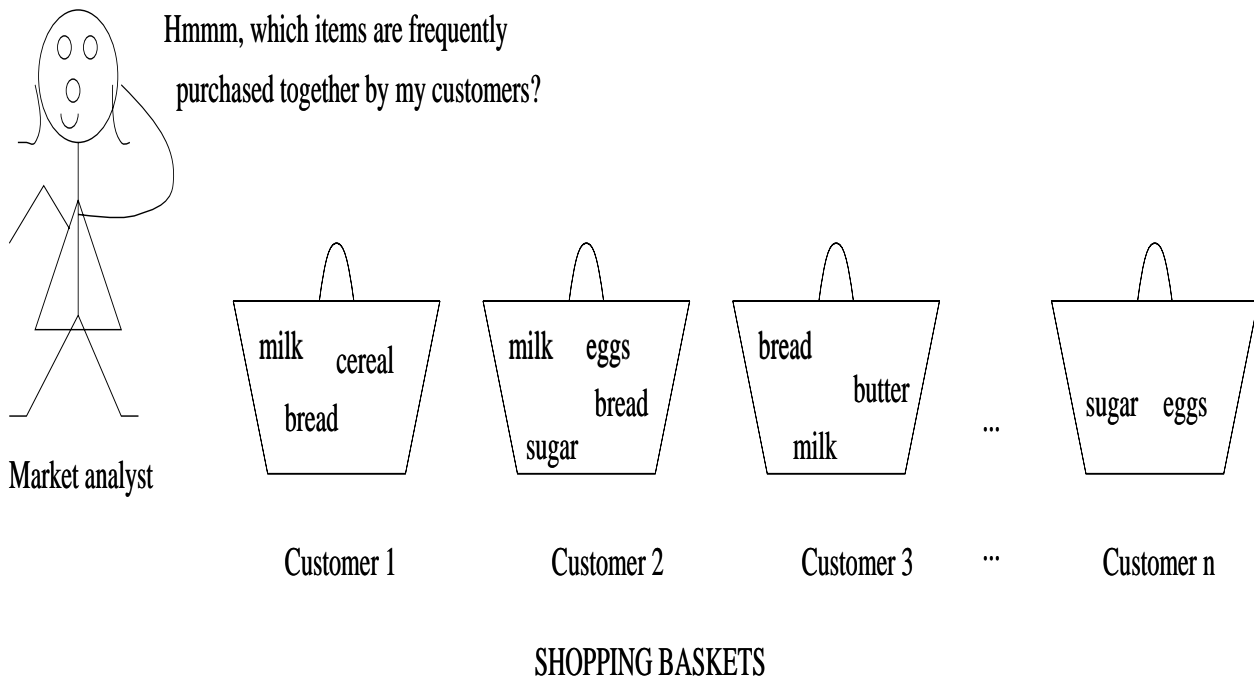 Hmmm, which items are frequently
purchased together by my customers?
milk
cereal
bread
milk eggs
bread
sugar
bread
butter
milk
...
sugar eggs
Market analyst
Customer 1
Customer 2
Customer 3
...
Customer n
SHOPPING BASKETS